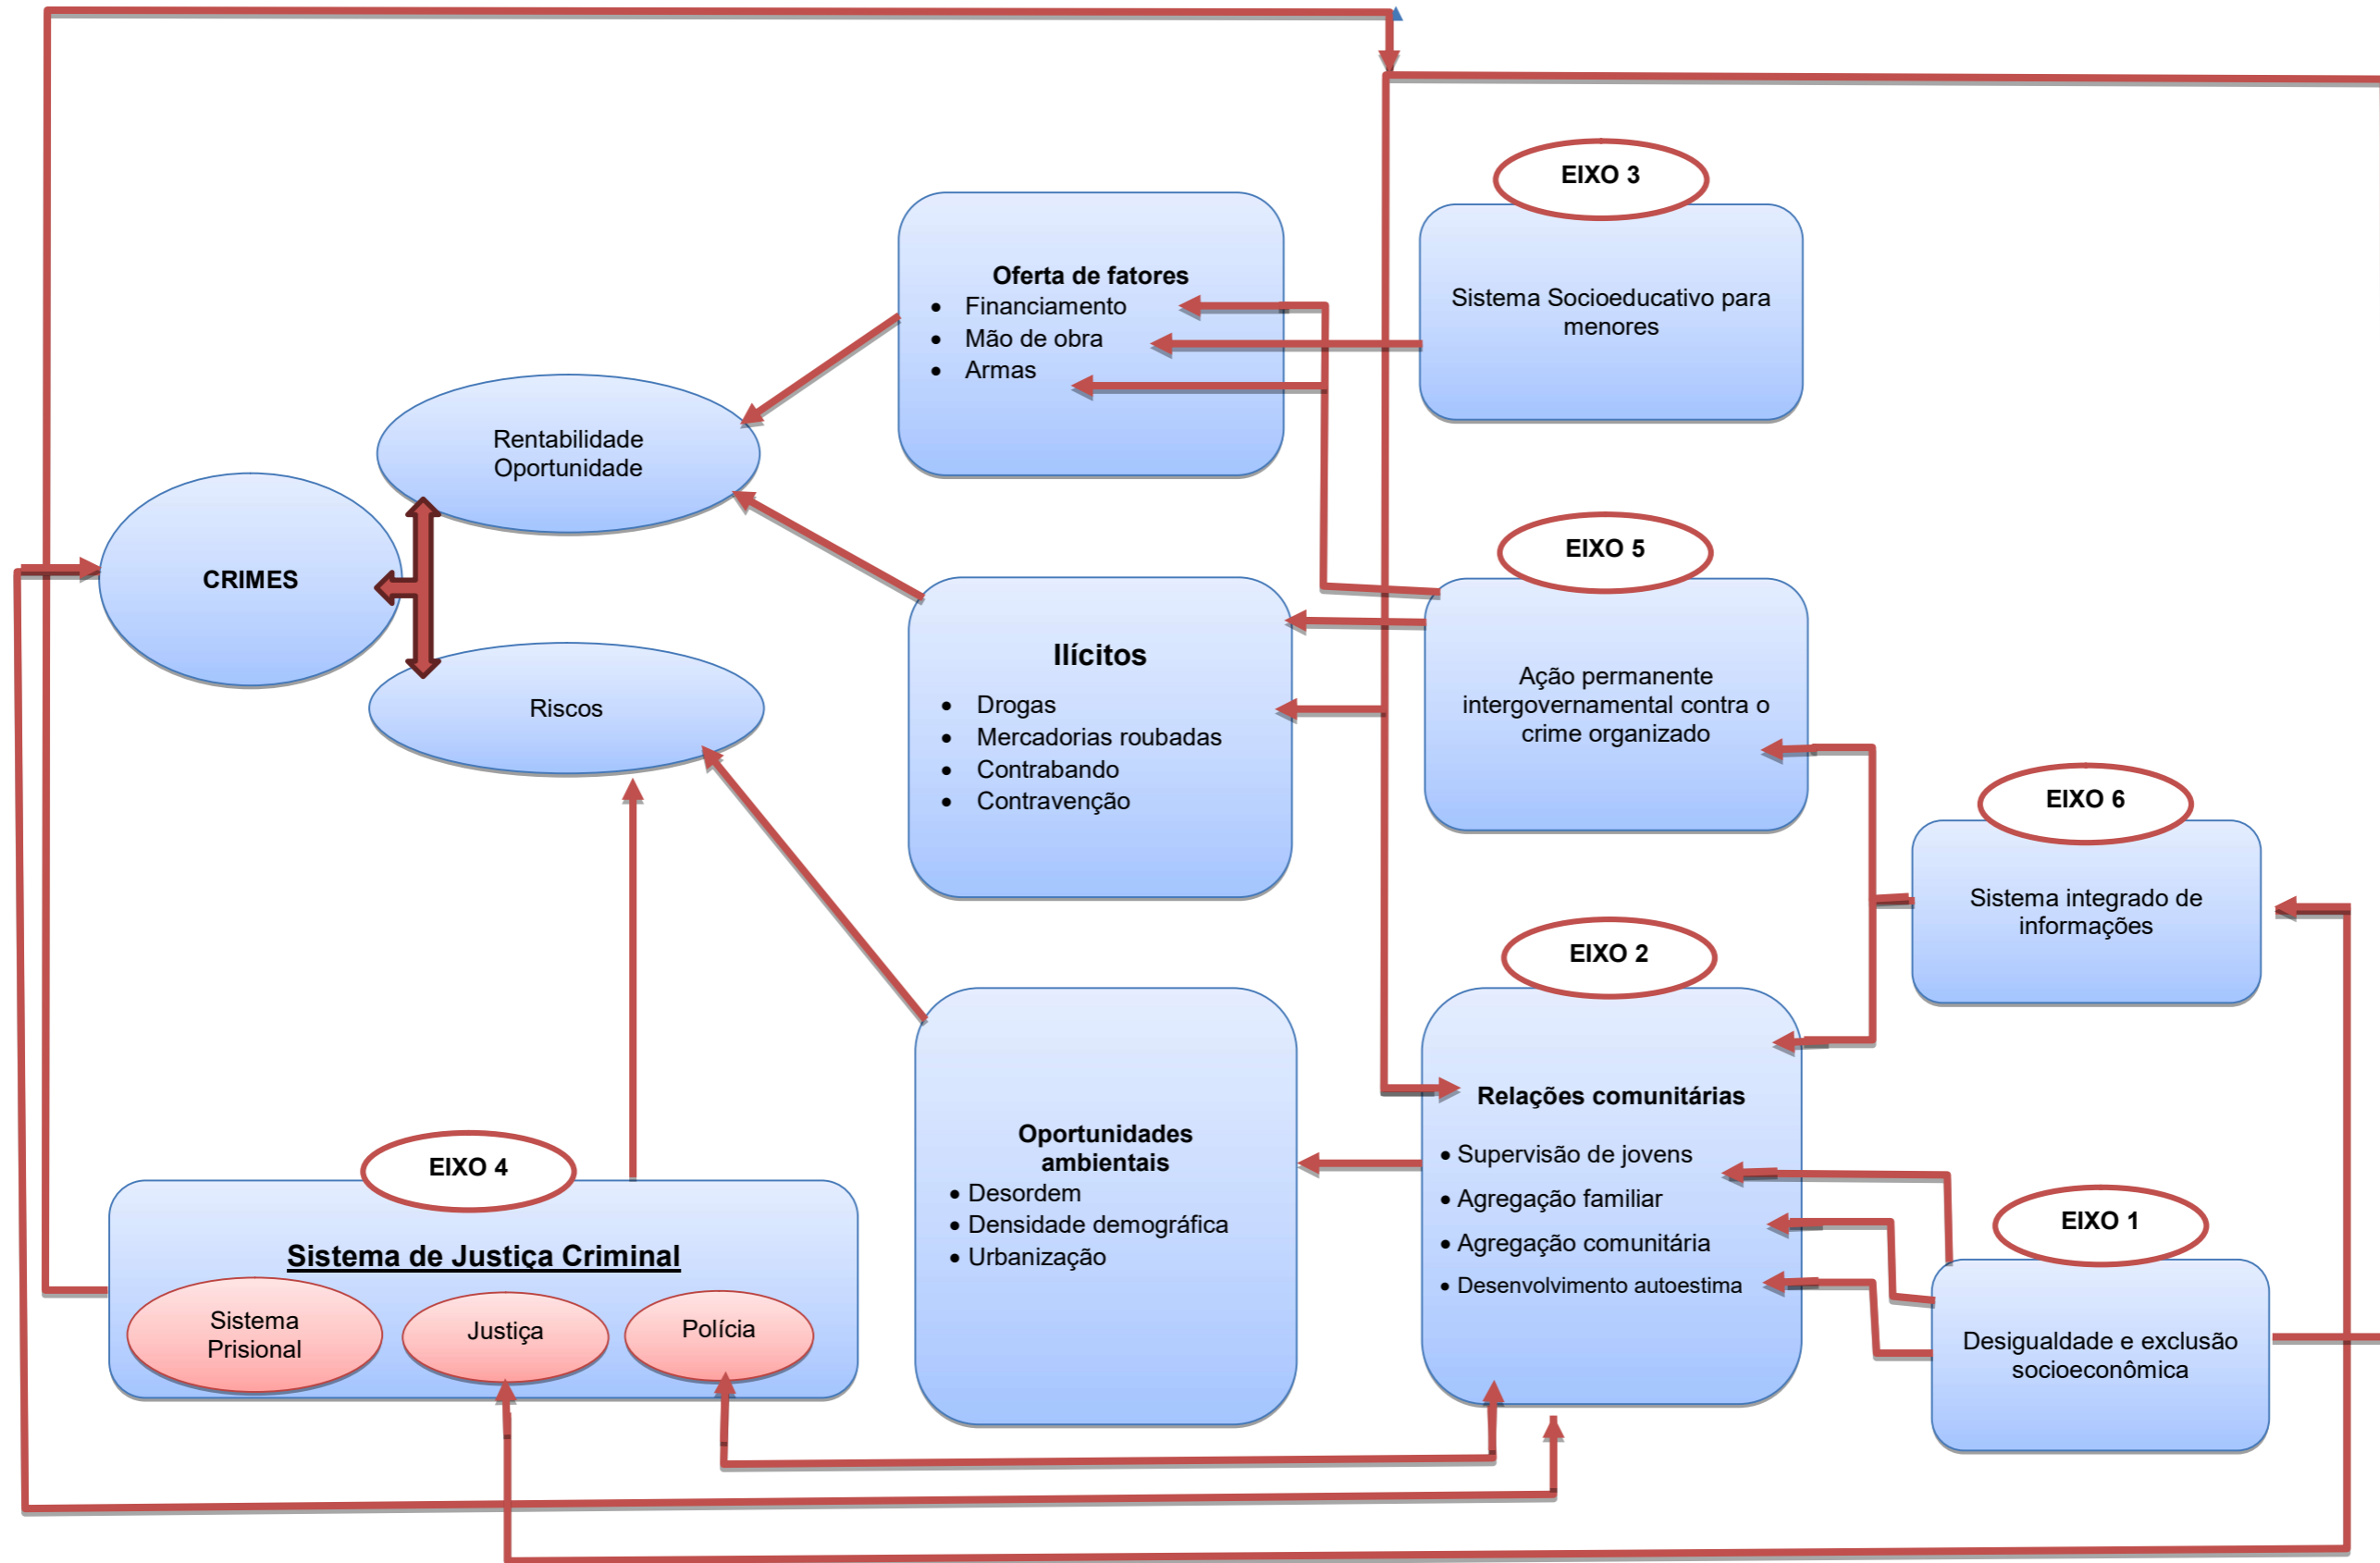 EIXO 3
Sistema Socioeducativo para
menores
Oferta de fatores
• Financiamento
• Mão de obra
• Armas
Rentabilidade
Oportunidade
CRIMES
Riscos
EIXO 5
Ação permanente
intergovernamental contra o
crime organizado
Ilícitos
• Drogas
• Mercadorias roubadas
• Contrabando
• Contravenção
EIXO 6
Sistema integrado de
informações
EIXO 2
Relações comunitárias
• Supervisão de jovens
• Agregação familiar
• Agregação comunitária
• Desenvolvimento autoestima
Oportunidades
ambientais
• Desordem
• Densidade demográfica
• Urbanização
EIXO 4
Sistema de Justiça Criminal
Sistema
Prisional
Justiça
Polícia
EIXO 1
Desigualdade e exclusão
socioeconômica